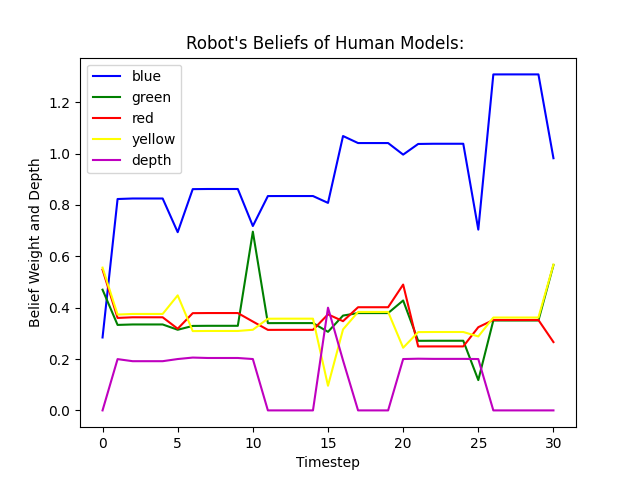 Robot's Beliefs of Human Models:
blue
green
red
yellow
depth
Belief Weight and Depth
1.2
1.0
0.8
0.6
0.4
0.2
0.0
0 5 10 15 20 25 30
Timestep